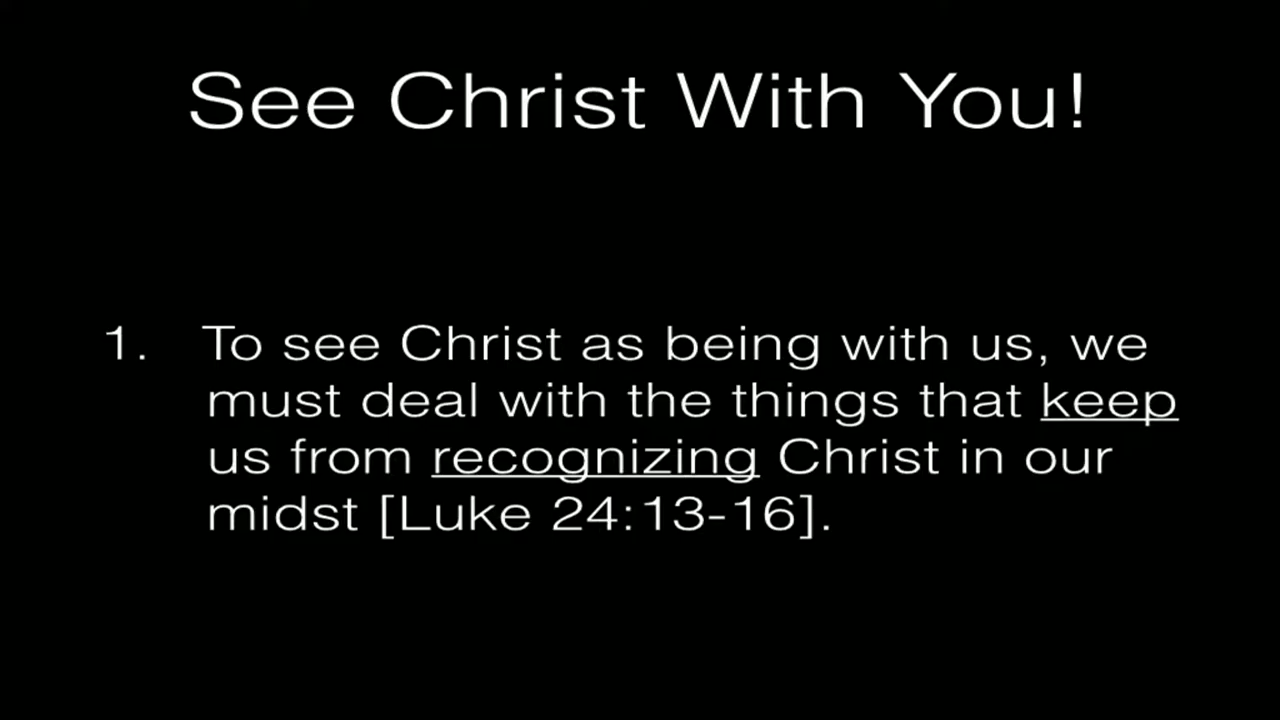 See Christ With You!
1. To see Christ as being with us, we
must deal with the things that keep
us from recognizing Christ in our
midst [Luke 24:13-16].